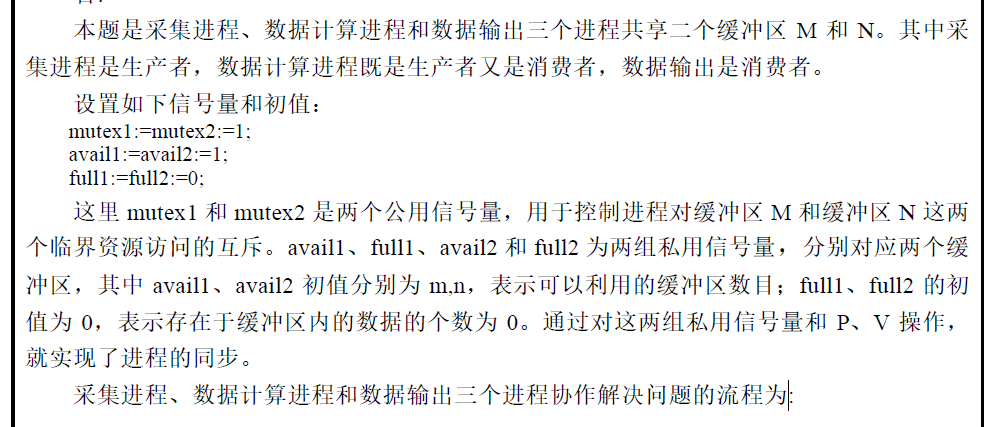 本题是采集进程、数据计算进程和数据输出三个进程共享二个缓冲区 M 和 N。其中采
集进程是生产者，数据计算进程既是生产者又是消费者，数据输出是消费者。
设置如下信号量和初值：
mutex1:=mutex2:=1;
avail1:=avail2:=1;
full1:=full2:=0;
这里 mutex1 和 mutex2 是两个公用信号量，用于控制进程对缓冲区 M 和缓冲区 N 这两
个临界资源访问的互斥。avail1、full1、avail2 和 full2 为两组私用信号量，分别对应两个缓
冲区，其中 avail1、avail2 初值分别为 m,n，表示可以利用的缓冲区数目；full1、full2 的初
值为 0，表示存在于缓冲区内的数据的个数为 0。通过对这两组私用信号量和 P、V 操作，
就实现了进程的同步。
采集进程、数据计算进程和数据输出三个进程协作解决问题的流程为: